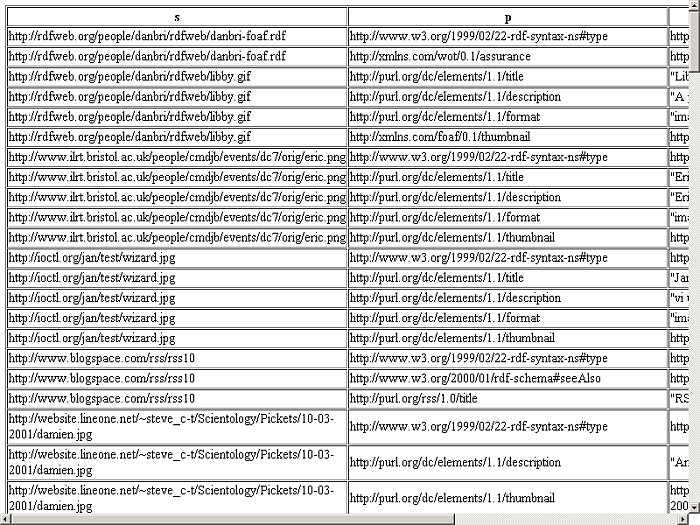 s p
http://rdfweb.org/people/danbri/rdfweb/danbri-foaf.rdf http://www.w3.org/1999/02/22-rdf-syntax-ns#type http
http://rdfweb.org/people/danbri/rdfweb/danbri-foaf.rdf http://xmlns.com/wot/0.1/assurance http
http://rdfweb.org/people/danbri/rdfweb/libby.gif http://purl.org/dc/elements/1.1/title "Lib
http://rdfweb.org/people/danbri/rdfweb/libby.gif http://purl.org/dc/elements/1.1/description "A
http://rdfweb.org/people/danbri/rdfweb/libby.gif http://purl.org/dc/elements/1.1/format "ima
http://rdfweb.org/people/danbri/rdfweb/libby.gif http://xmlns.com/foaf/0.1/thumbnail http
http://www.ilrt.bristol.ac.uk/people/cmdjb/events/dc7/orig/eric.png http://www.w3.org/1999/02/22-rdf-syntax-ns#type http
http://www.ilrt.bristol.ac.uk/people/cmdjb/events/dc7/orig/eric.png http://purl.org/dc/elements/1.1/title "Eri
http://www.ilrt.bristol.ac.uk/people/cmdjb/events/dc7/orig/eric.png http://purl.org/dc/elements/1.1/description "Eri
http://www.ilrt.bristol.ac.uk/people/cmdjb/events/dc7/orig/eric.png http://purl.org/dc/elements/1.1/format "ima
http://www.ilrt.bristol.ac.uk/people/cmdjb/events/dc7/orig/eric.png http://purl.org/dc/elements/1.1/thumbnail http
http://ioctl.org/jan/test/wizard.jpg http://www.w3.org/1999/02/22-rdf-syntax-ns#type http
http://ioctl.org/jan/test/wizard.jpg http://purl.org/dc/elements/1.1/title "Jan
http://ioctl.org/jan/test/wizard.jpg http://purl.org/dc/elements/1.1/description "vi
http://ioctl.org/jan/test/wizard.jpg http://purl.org/dc/elements/1.1/format "ima
http://ioctl.org/jan/test/wizard.jpg http://purl.org/dc/elements/1.1/thumbnail http
http://www.blogspace.com/rss/rss10 http://www.w3.org/1999/02/22-rdf-syntax-ns#type http
http://www.blogspace.com/rss/rss10 http://www.w3.org/2000/01/rdf-schema#seeAlso http
http://www.blogspace.com/rss/rss10 http://purl.org/rss/1.0/title "RS
http://website.lineone.net/~steve_c-t/Scientology/Pickets/10-03-
2001/damien.jpg http://www.w3.org/1999/02/22-rdf-syntax-ns#type http
http://website.lineone.net/~steve_c-t/Scientology/Pickets/10-03-
2001/damien.jpg http://purl.org/dc/elements/1.1/description "An
http://website.lineone.net/~steve_c-t/Scientology/Pickets/10-03- http
2001/damien.jpg http://purl.org/dc/elements/1.1/thumbnail 200